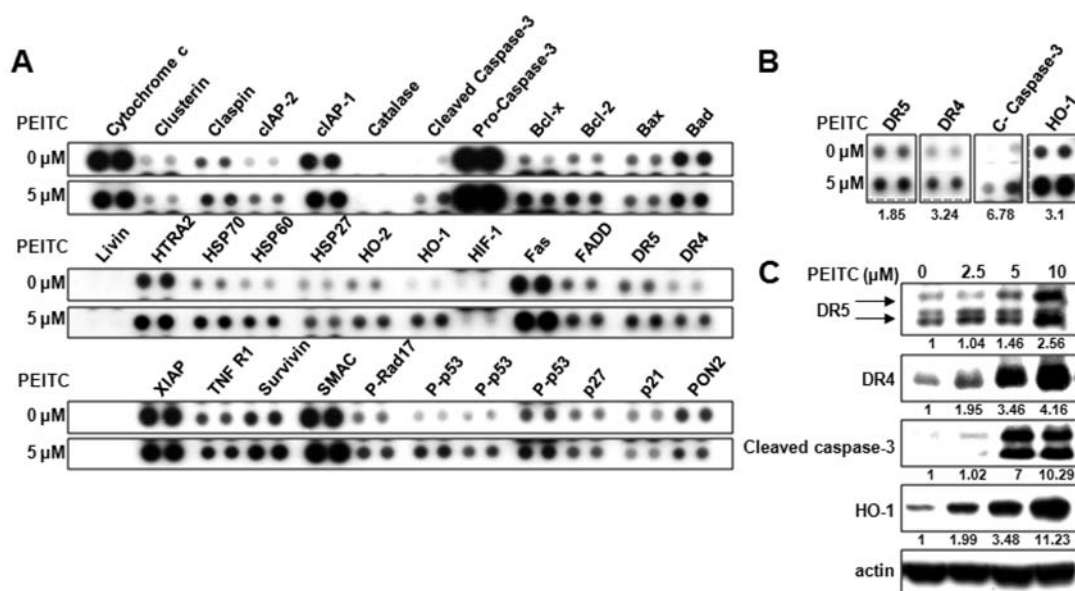 A
PEITC
Cytochrome c
Clusterin
Claspin
cIAP-2
cIAP-1
Catalase
Cleaved Caspase-3
Pro-Caspase-3
Bcl-x
Bcl-2
Bax
Bad
0 µM
5 µM
PEITC
Livin
HTRA2
HSP70
HSP60
HSP27
HO-2
HO-1
HIF-1
Fas
FADD
DR5
DR4
0 µM
5 µM
PEITC
XIAP
TNF R1
Survivin
SMAC
P-Rad17
P-p53
P-p53
P-p53
p27
p21
PON2
0 µM
5 µM
B
PEITC
DR5
DR4
C- Caspase-3
HO-1
0 µM
5 µM
1.85 3.24 6.78 3.1
C
PEITC (µM) 0 2.5 5 10
DR5
1 1.04 1.46 2.56
DR4
1 1.95 3.46 4.16
Cleaved caspase-3
1 1.02 7 10.29
HO-1
1 1.99 3.48 11.23
actin